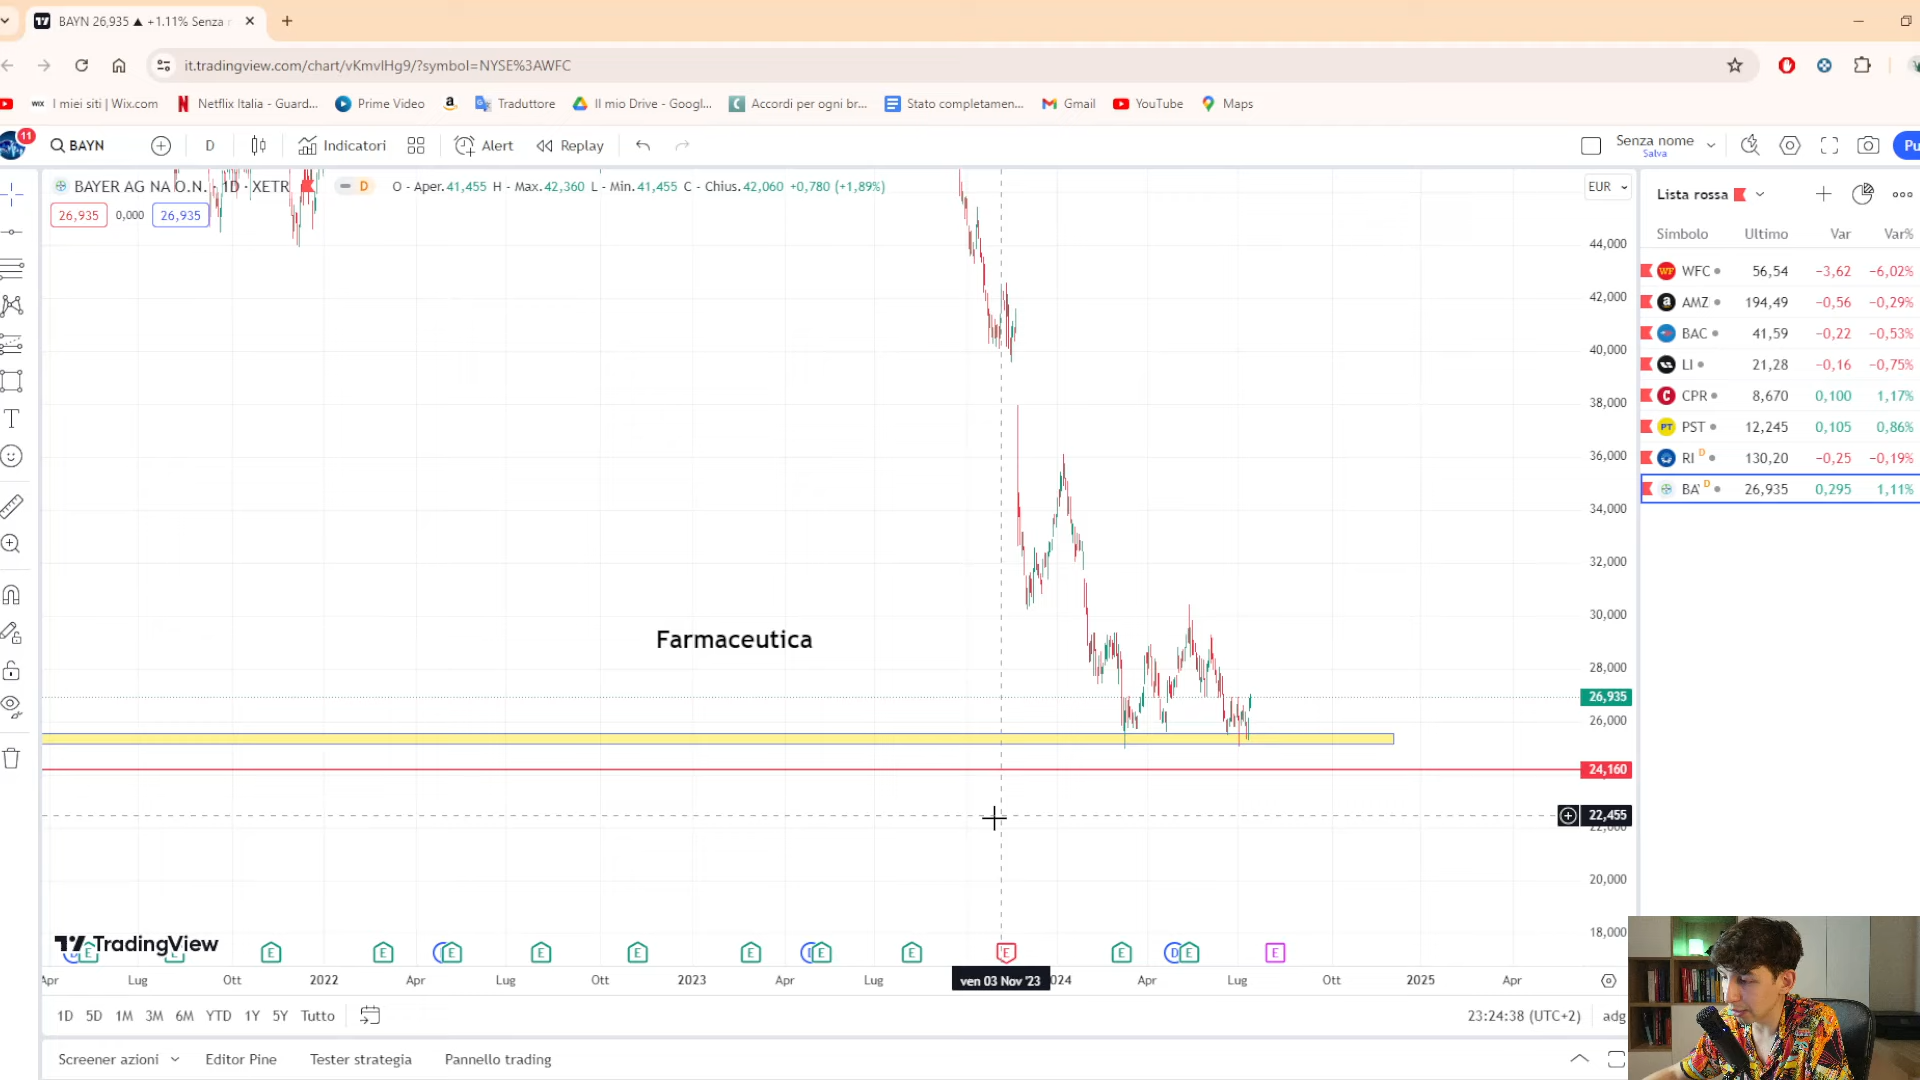 BAYN 26,935 ▲ +1.11% Senza
it.tradingview.com/chart/vKmvIHg9/?symbol=NYSE%3AWFC
WIX I miei siti | Wix.com
Netflix Italia - Guard...
Prime Video
Traduttore
Il mio Drive - Googl...
Accordi per ogni br...
Stato completamen...
Gmail
YouTube
Maps
11
BAYN
D
Indicatori
Alert
Replay
Senza nome
Salva
Pu
BAYER AG NA O.N. · 1D · XETR
D
O - Aper.41,455 H - Max.42,360 L - Min.41,455 C - Chius.42,060 +0,780 (+1,89%)
26,935
0,000
26,935
EUR
44,000
42,000
40,000
38,000
36,000
34,000
32,000
30,000
28,000
26,935
26,000
24,160
22,455
22,000
20,000
18,000
Farmaceutica
TradingView
E E E E E E E E E E E E E
D
Apr Lug Ott 2022 Apr Lug Ott 2023 Apr Lug ven 03 Nov '23 024 Apr Lug Ott 2025 Apr
1D 5D 1M 3M 6M YTD 1Y 5Y Tutto
23:24:38 (UTC+2)
adg
Screener azioni
Editor Pine
Tester strategia
Pannello trading
Lista rossa
Simbolo Ultimo Var Var%
WFC 56,54 −3,62 −6,02%
AMZ 194,49 −0,56 −0,29%
BAC 41,59 −0,22 −0,53%
LI 21,28 −0,16 −0,75%
CPR 8,670 0,100 1,17%
PST 12,245 0,105 0,86%
RI D 130,20 −0,25 −0,19%
BA D 26,935 0,295 1,11%